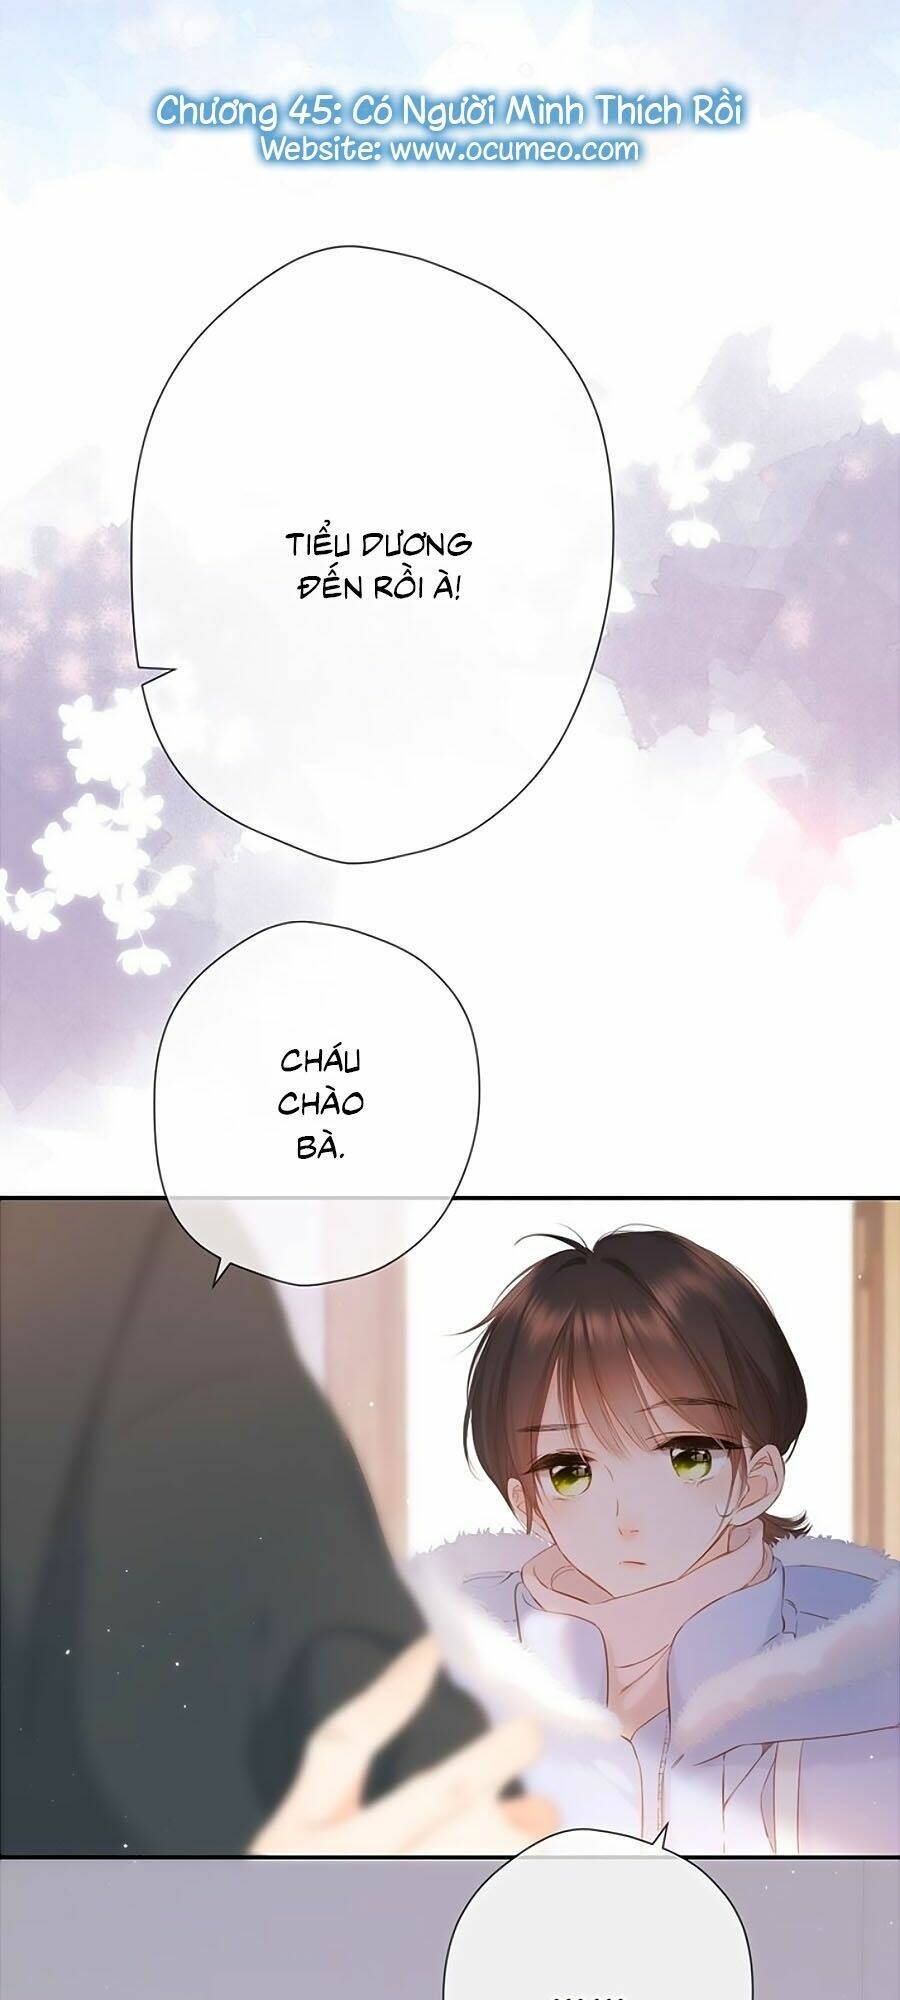 Chương 45: Có Người Mình Thích Rồi
Website: www.ocumeo.com
TIỂU DƯƠNG
ĐẾN RỒI À!
CHÁU
CHÀO
BÀ.